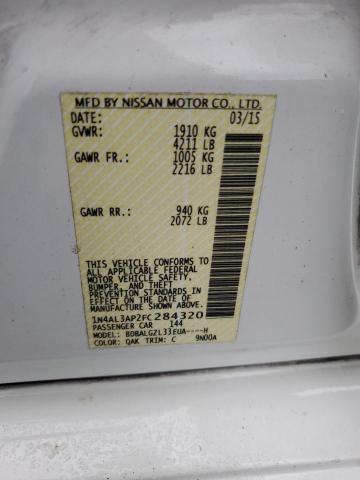 MFD BY NISSAN MOTOR CO., LTD.
DATE: 03/15
GVWR: 1910 KG
4211 LB
GAWR FR.: 1005 KG
2216 LB
GAWR RR.: 940 KG
2072 LB
THIS VEHICLE CONFORMS TO
ALL APPLICABLE FEDERAL
MOTOR VEHICLE SAFETY,
BUMPER, AND THEFT
PREVENTION STANDARDS IN
EFFECT ON THE DATE OF
MANUFACTURE SHOWN ABOVE.
1N4AL3AP2FC284320
PASSENGER CAR 144
MODEL: BDBALGZL33EUA----H
COLOR: QAK TRIM: C 9N00A